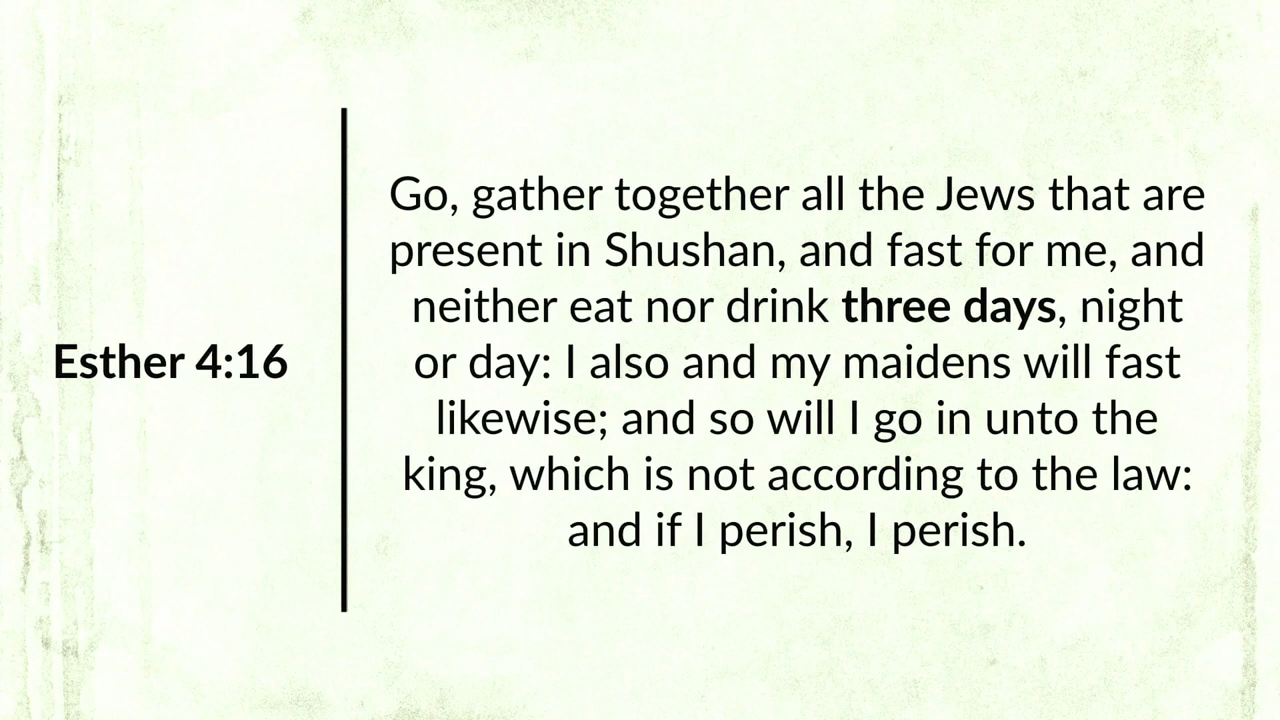 Esther 4:16
Go, gather together all the Jews that are
present in Shushan, and fast for me, and
neither eat nor drink three days, night
or day: I also and my maidens will fast
likewise; and so will I go in unto the
king, which is not according to the law:
and if I perish, I perish.